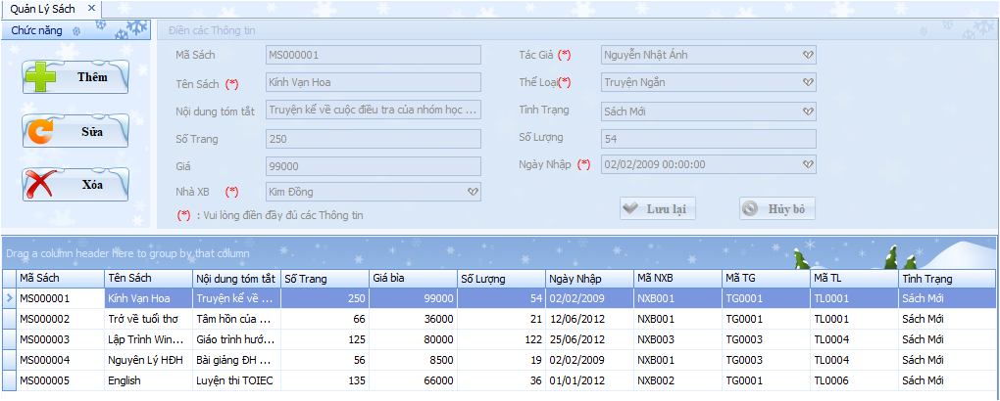 Quản Lý Sách
Chức năng
Thêm
Sửa
Xóa
Điền các Thông tin
Mã Sách MS000001
Tên Sách (*) Kính Vạn Hoa
Nội dung tóm tắt Truyện kể về cuộc điều tra của nhóm học ...
Số Trang 250
Giá 99000
Nhà XB (*) Kim Đồng
(*) : Vui lòng điền đầy đủ các Thông tin
Tác Giả (*) Nguyễn Nhật Ánh
Thể Loại(*) Truyện Ngắn
Tình Trạng Sách Mới
Số Lượng 54
Ngày Nhập (*) 02/02/2009 00:00:00
Lưu lại Hủy bỏ
Drag a column header here to group by that column
Mã Sách Tên Sách Nội dung tóm tắt Số Trang Giá bìa Số Lượng Ngày Nhập Mã NXB Mã TG Mã TL Tình Trạng
MS000001 Kính Vạn Hoa Truyện kể về ... 250 99000 54 02/02/2009 NXB001 TG0001 TL0001 Sách Mới
MS000002 Trở về tuổi thơ Tâm hồn của ... 66 36000 21 12/06/2012 NXB001 TG0001 TL0001 Sách Mới
MS000003 Lập Trình Win... Giáo trình hướ... 125 80000 122 25/06/2012 NXB003 TG0003 TL0004 Sách Mới
MS000004 Nguyên Lý HĐH Bài giảng ĐH ... 56 8500 19 02/02/2009 NXB001 TG0003 TL0004 Sách Mới
MS000005 English Luyện thi TOIEC 135 66000 36 01/01/2012 NXB002 TG0001 TL0006 Sách Mới